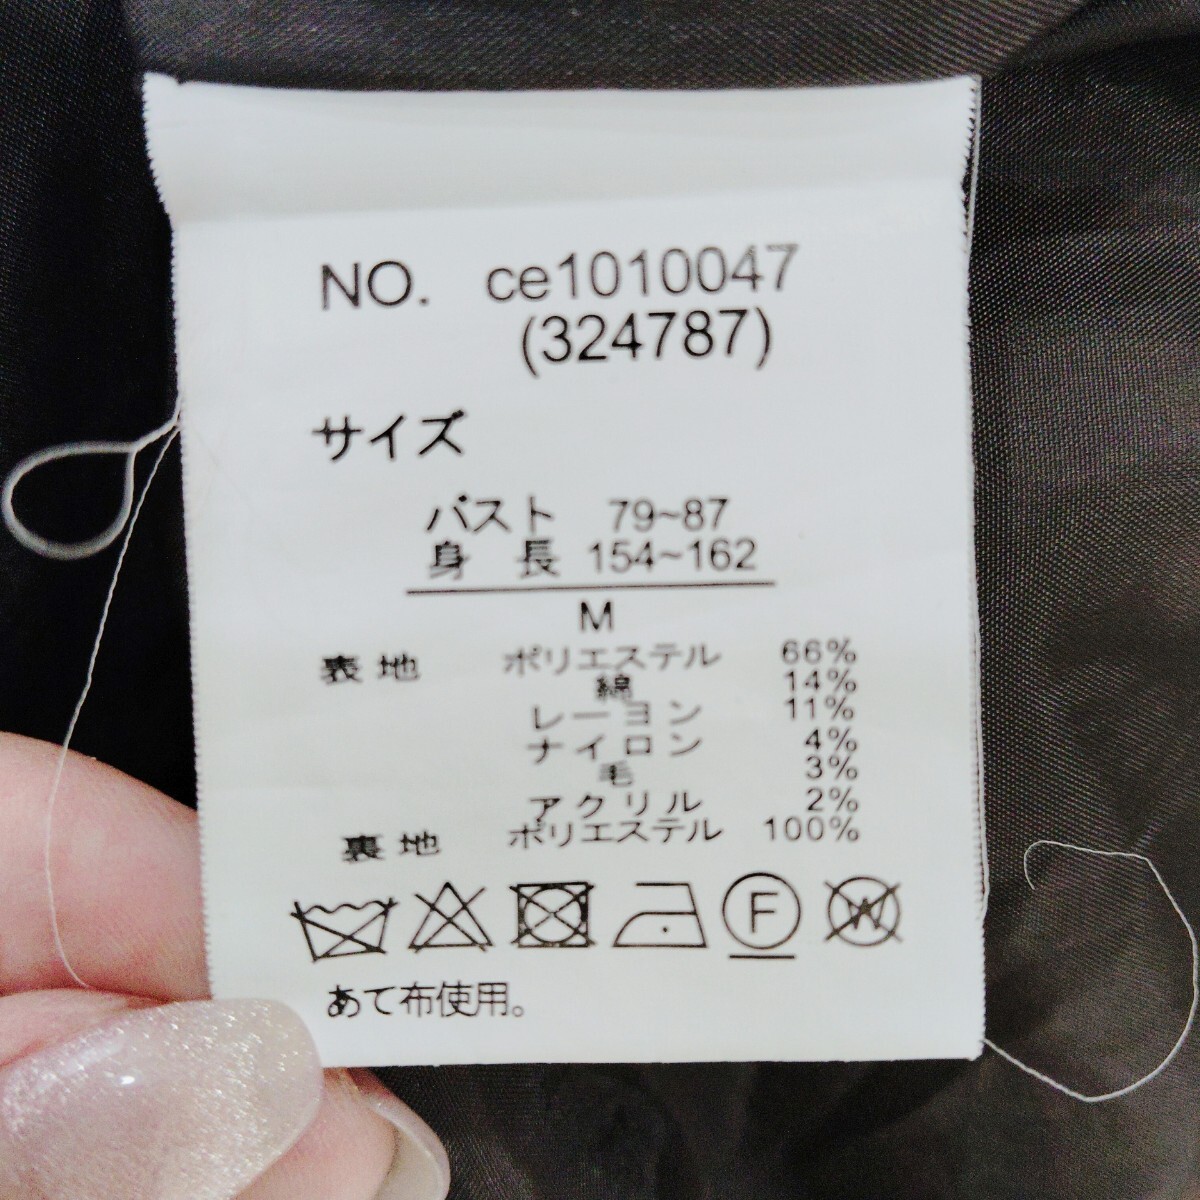 NO. ce1010047
(324787)
サイズ
バスト 79~87
身 長 154~162
M
表地 ポリエステル 66%
綿 14%
レーヨン 11%
ナイロン 4%
毛 3%
アクリル 2%
裏地 ポリエステル 100%
F W
あて布使用。